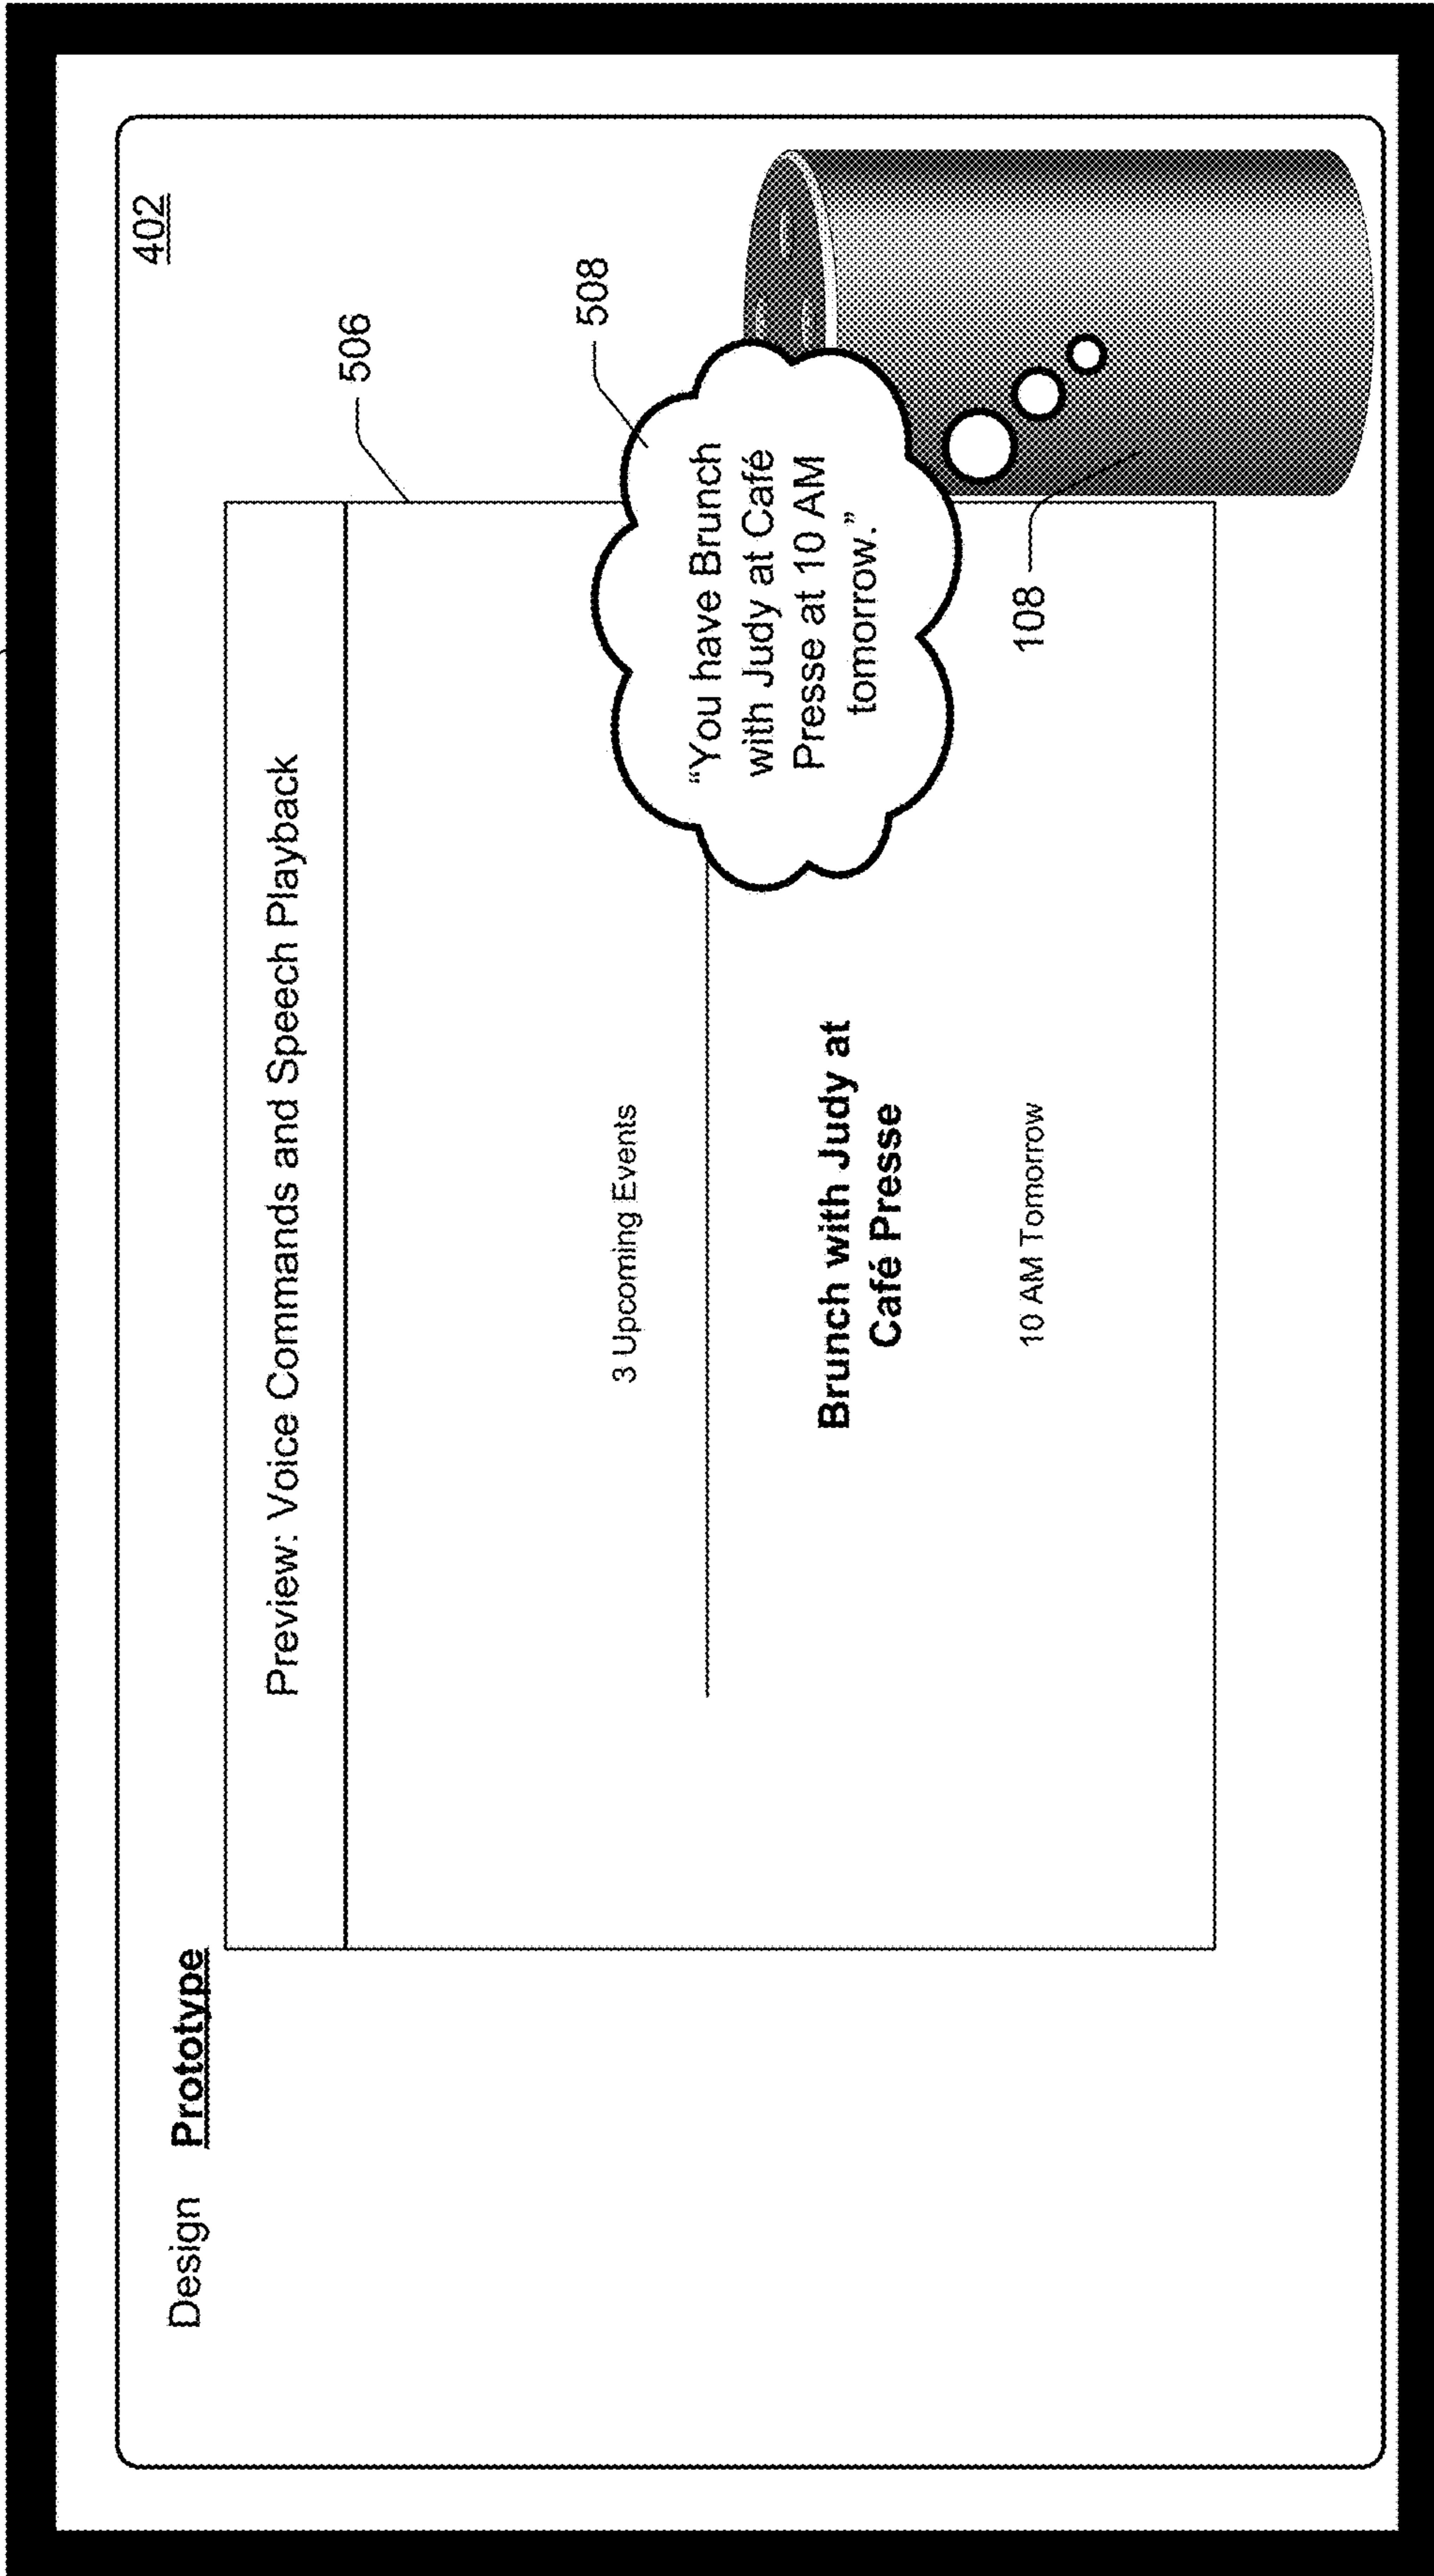 402
Design Prototype
506
Preview: Voice Commands and Speech Playback
508
3 Upcoming Events
“You have Brunch
with Judy at Café
Presse at 10 AM
tomorrow.”
Brunch with Judy at
Café Presse
108
10 AM Tomorrow